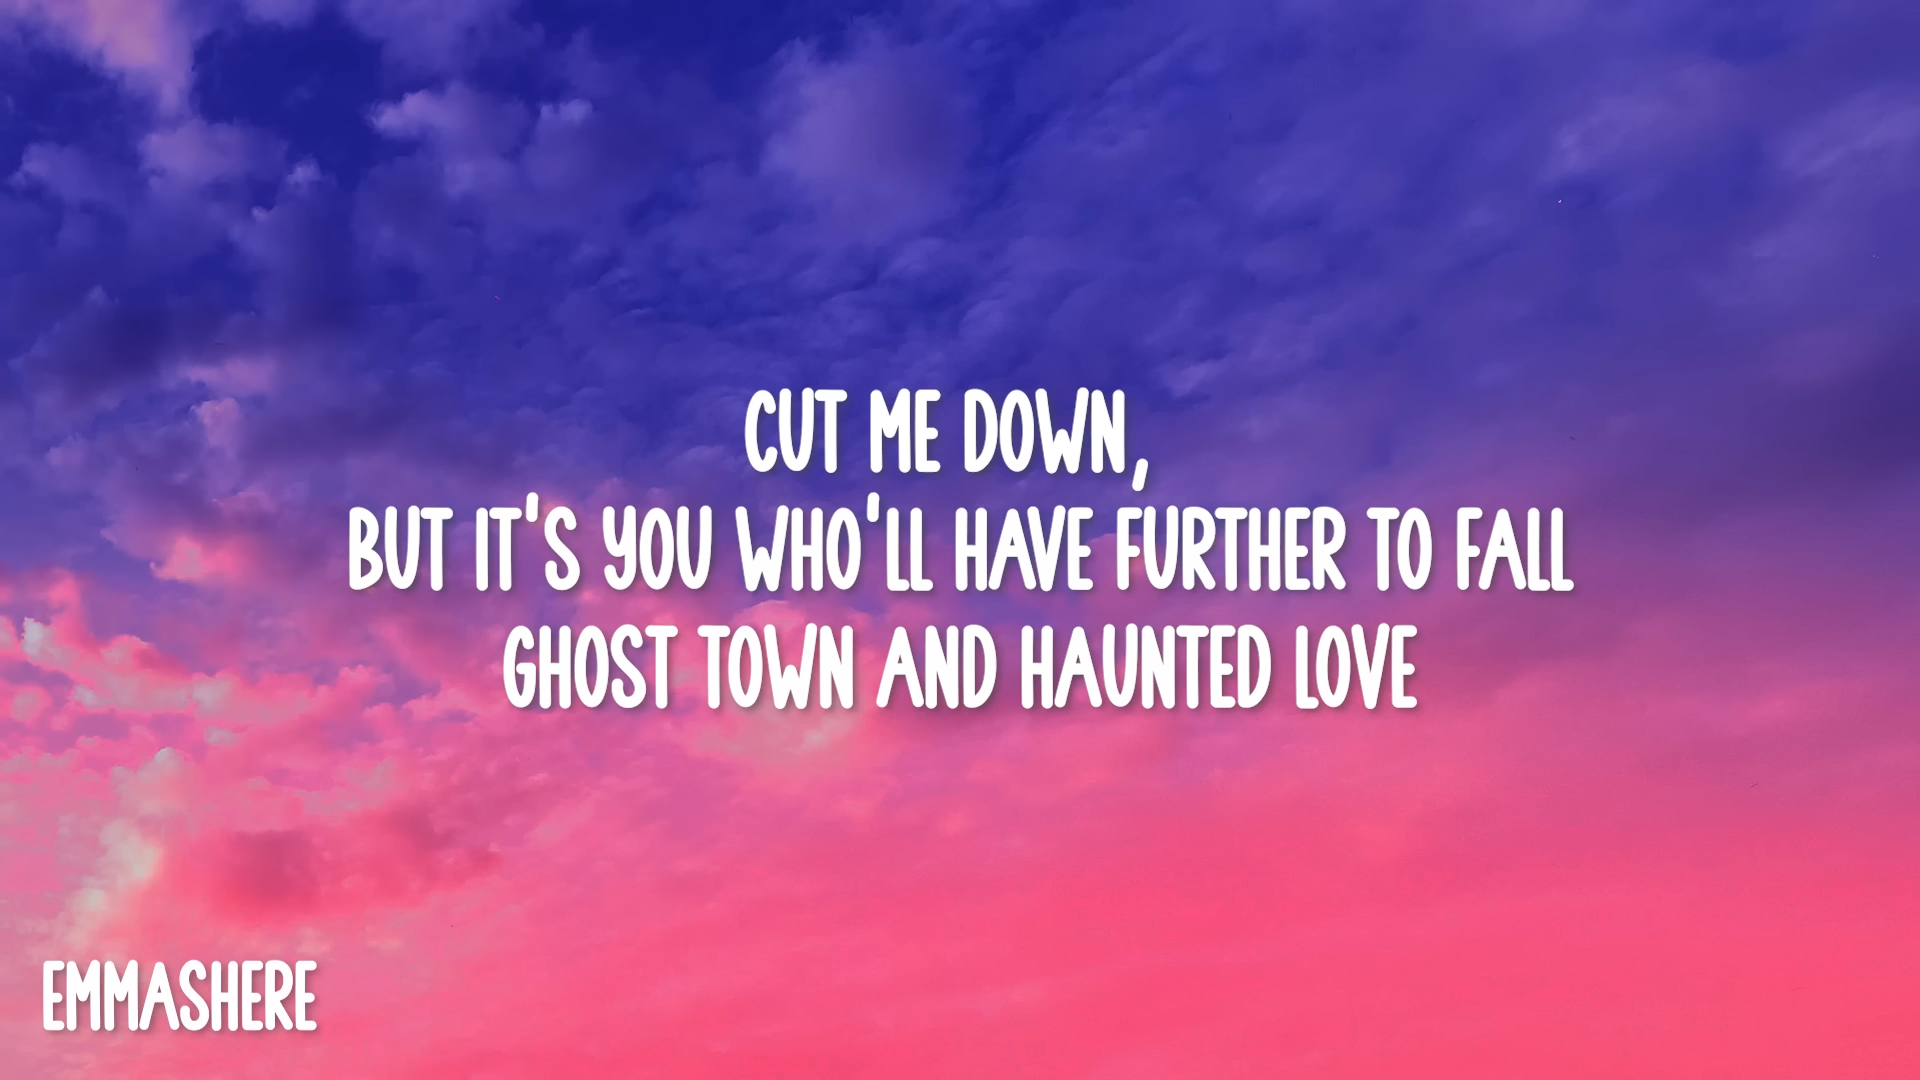 CUT ME DOWN,
BUT IT'S YOU WHO'LL HAVE FURTHER TO FALL
GHOST TOWN AND HAUNTED LOVE
EMMASHERE